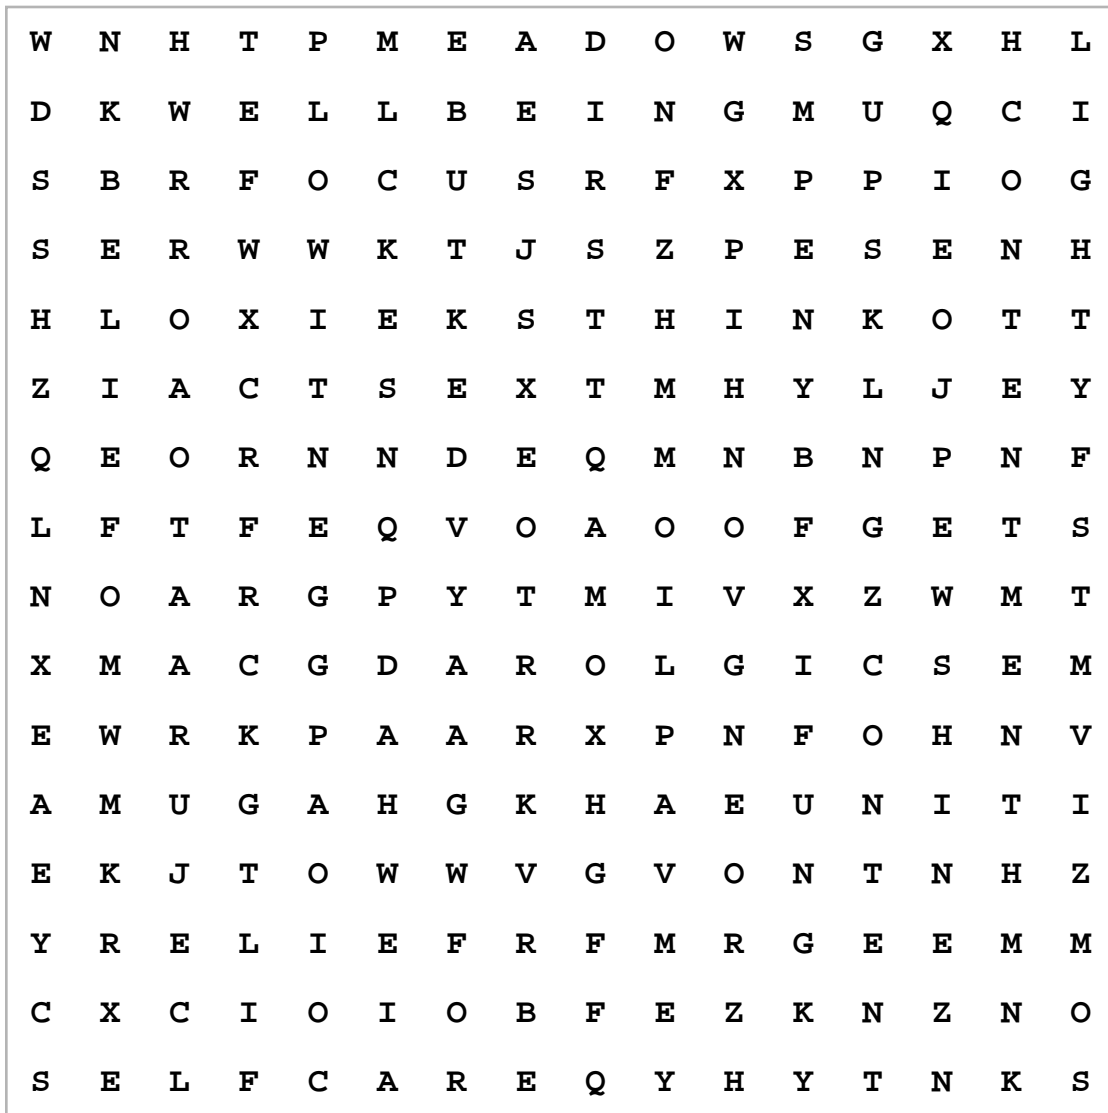 W N H T P M E A D O W S G X H L
D K W E L L B E I N G M U Q C I
S B R F O C U S R F X P P I O G
S E R W W K T J S Z P E S E N H
H L O X I E K S T H I N K O T T
Z I A C T S E X T M H Y L J E Y
Q E O R N N D E Q M N B N P N F
L F T F E Q V O A O O F G E T S
N O A R G P Y T M I V X Z W M T
X M A C G D A R O L G I C S E M
E W R K P A A R X P N F O H N V
A M U G A H G K H A E U N I T I
E K J T O W W V G V O N T N H Z
Y R E L I E F R F M R G E E M M
C X C I O I O B F E Z K N Z N O
S E L F C A R E Q Y H Y T N K S